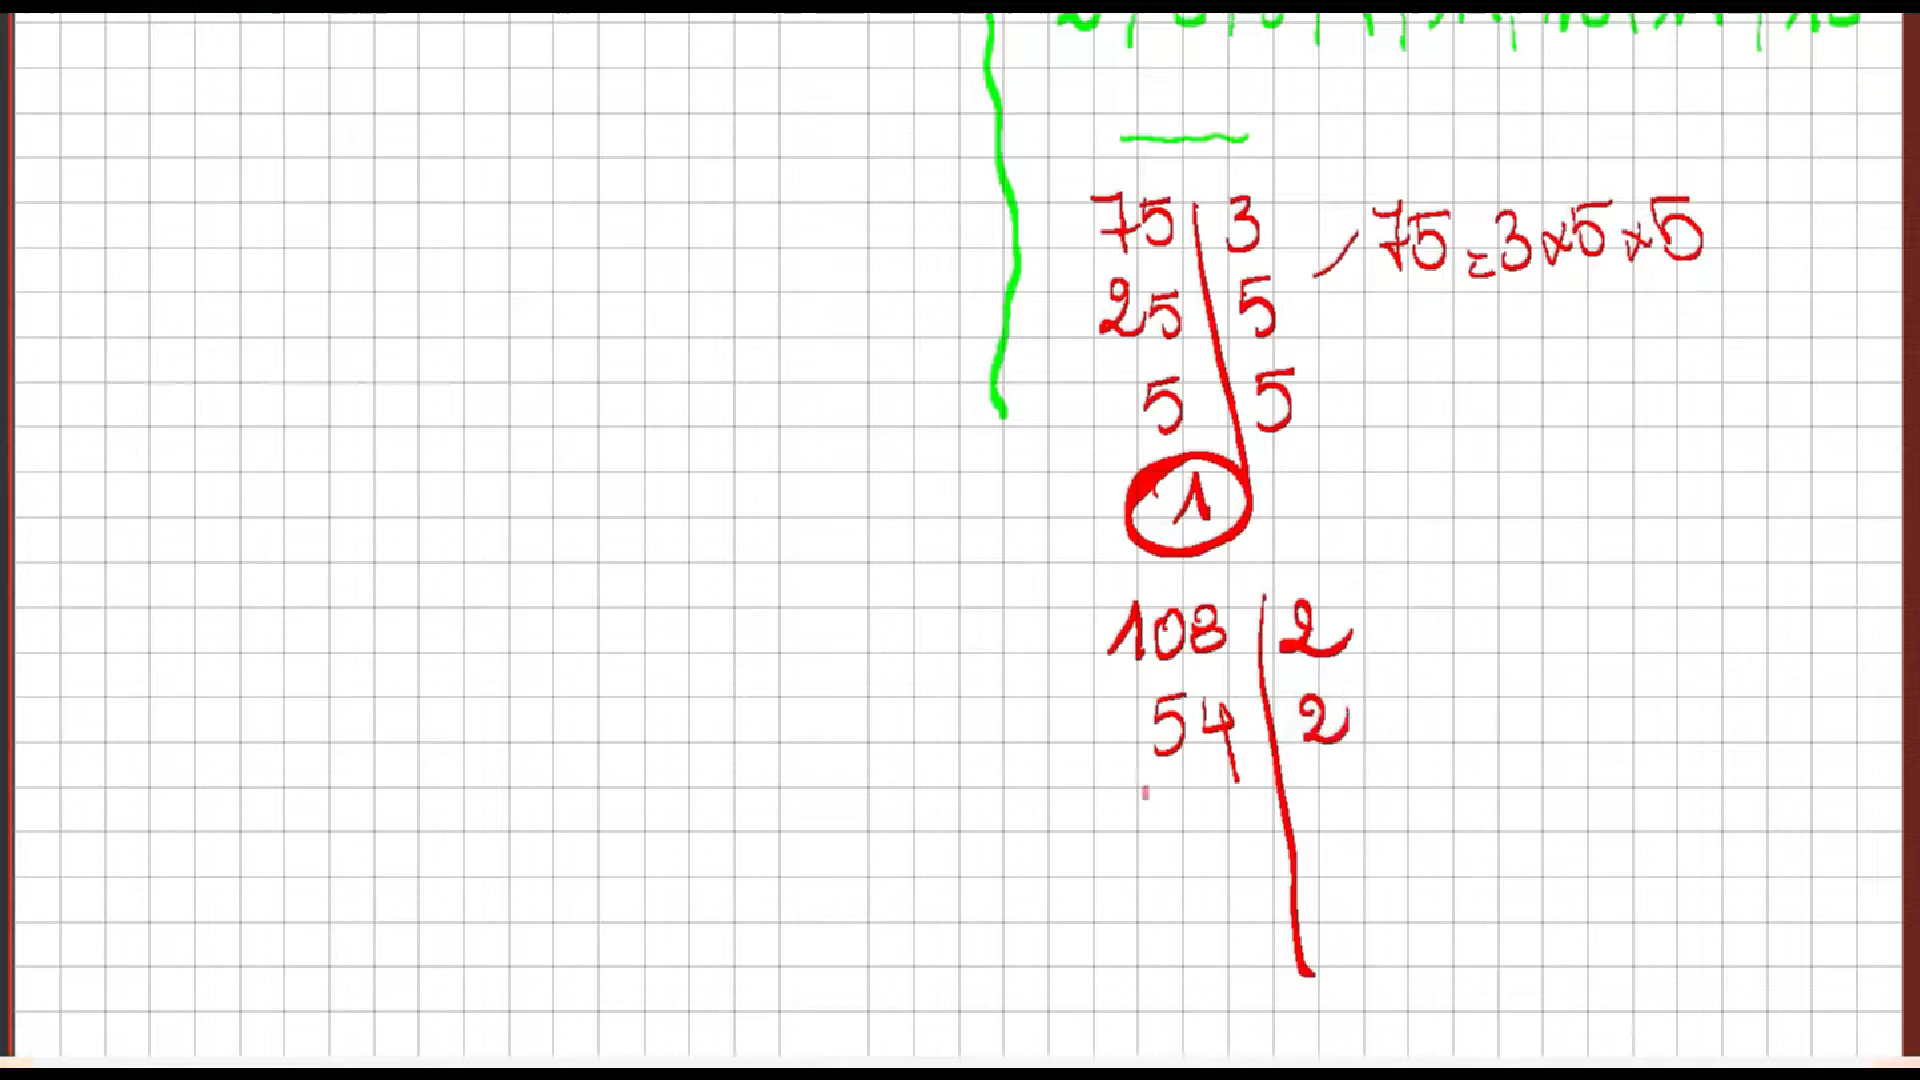 75 | 3
75 = 3 x 5 x 5
25 | 5
5 | 5
1
108 | 2
54 | 2